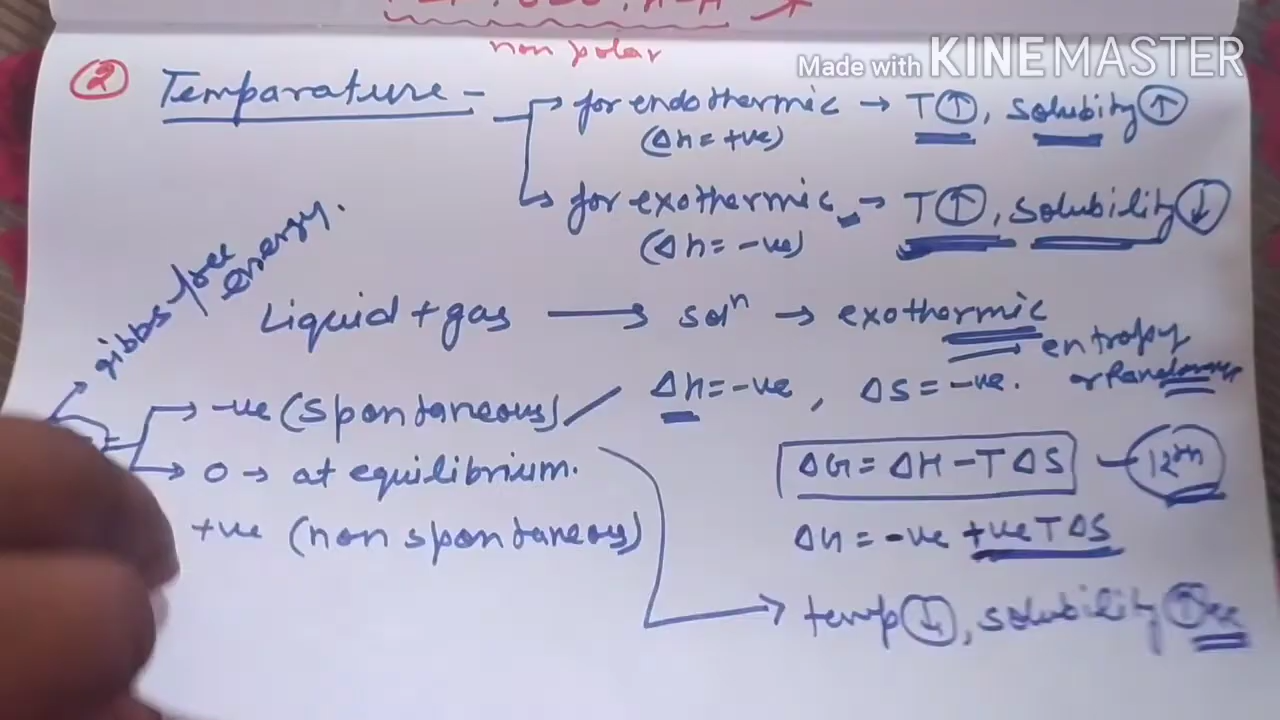 non polar
Made with KINEMASTER
② Temparature –
→ for endothermic → T↑, solubity ↑
(Δh = +ve)
→ for exothermic → T↑, solubility ↓
(Δh = -ve)
gibbs free energy.
Liquid + gas → solⁿ → exothermic
→ entropy
or
→ -ve (spontaneous) Δh = -ve, ΔS = -ve.
→ 0 → at equilibrium.
ΔG = ΔH - TΔS – 12th
+ve (non spontaneous)
Δh = -ve +ve TΔS
→ temp ↓, solubility ↑